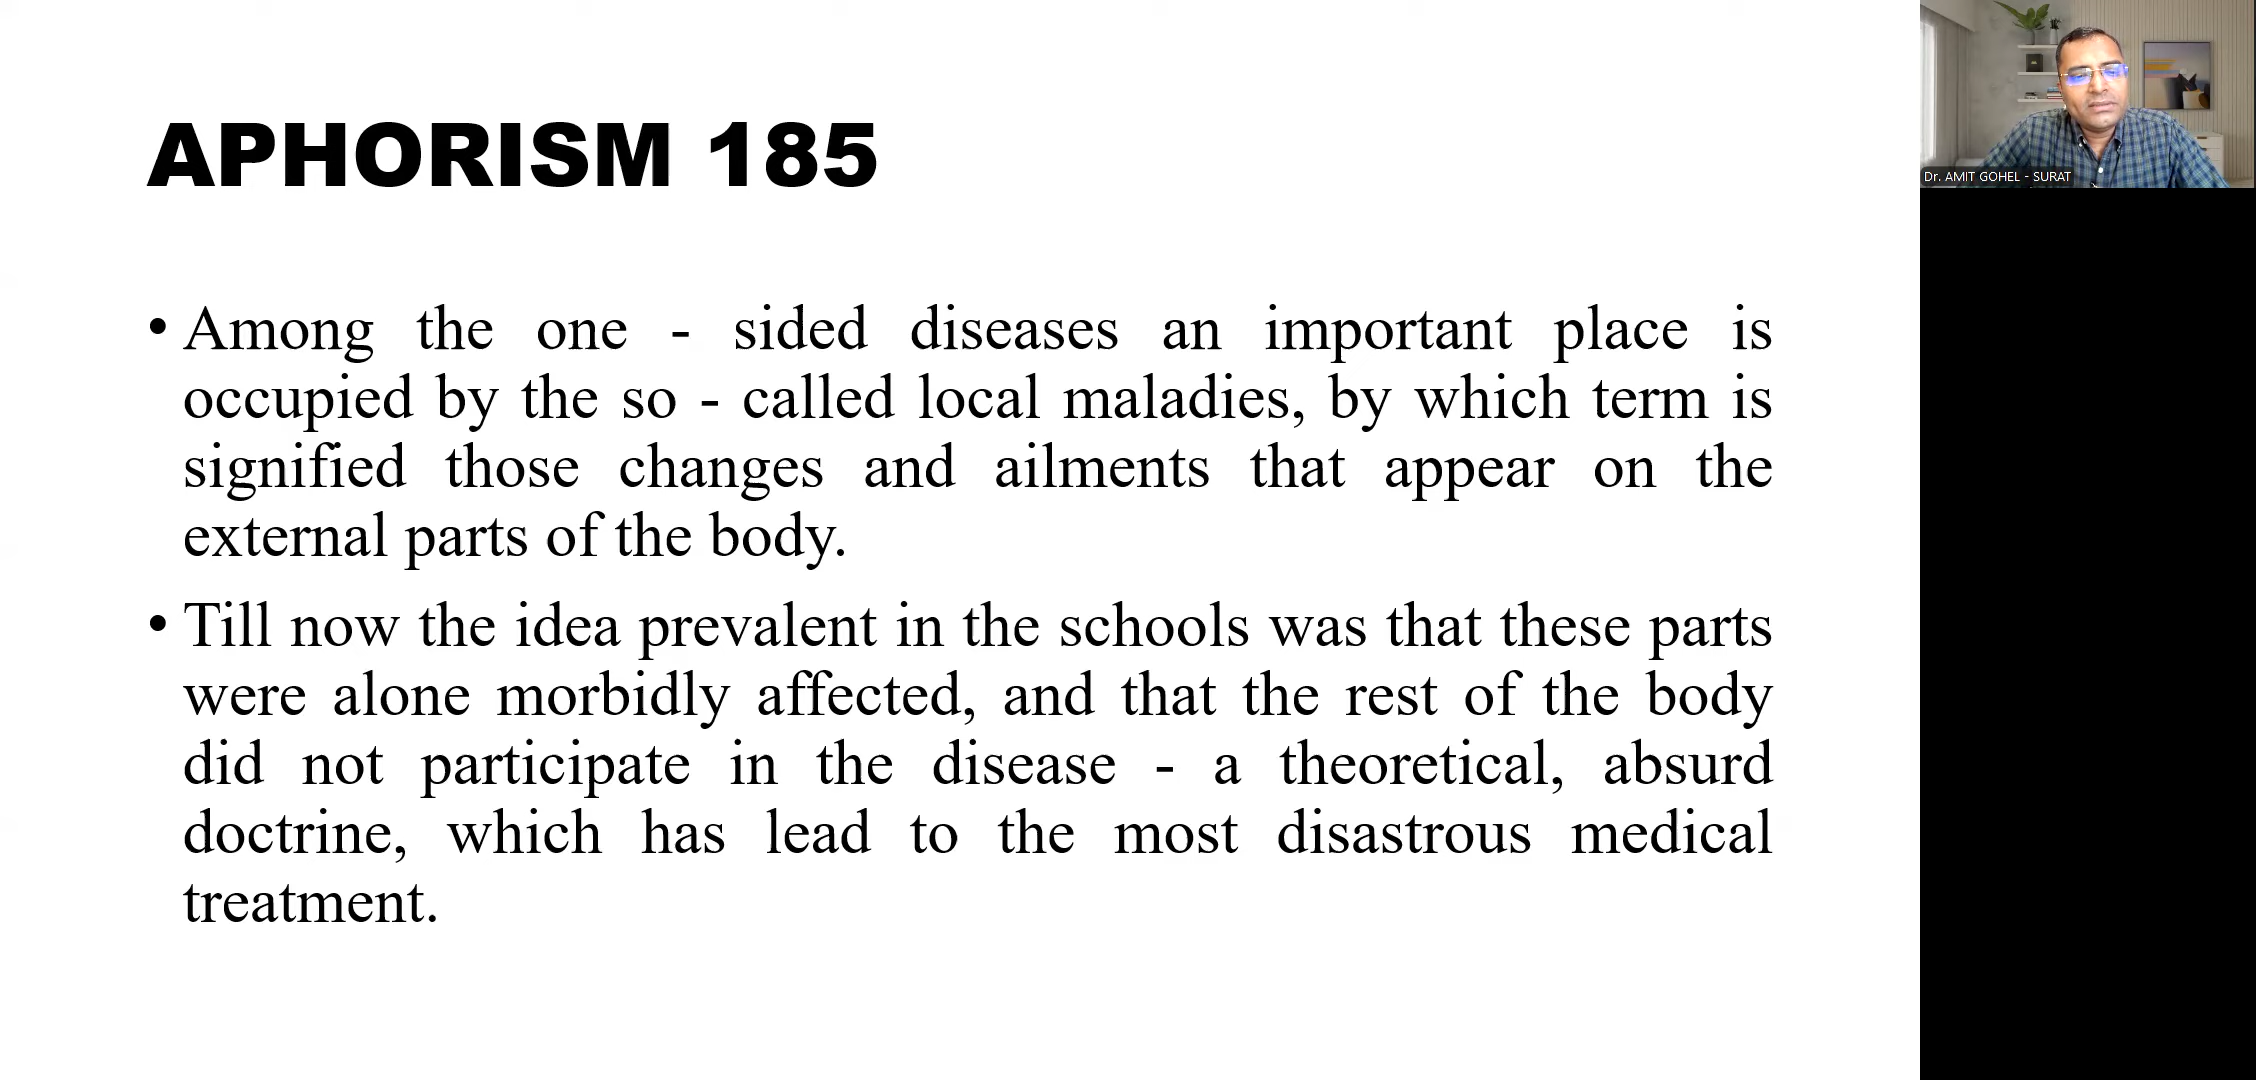 APHORISM 185
• Among the one - sided diseases an important place is
occupied by the so - called local maladies, by which term is
signified those changes and ailments that appear on the
external parts of the body.
• Till now the idea prevalent in the schools was that these parts
were alone morbidly affected, and that the rest of the body
did not participate in the disease - a theoretical, absurd
doctrine, which has lead to the most disastrous medical
treatment.
Dr. AMIT GOHEL - SURAT